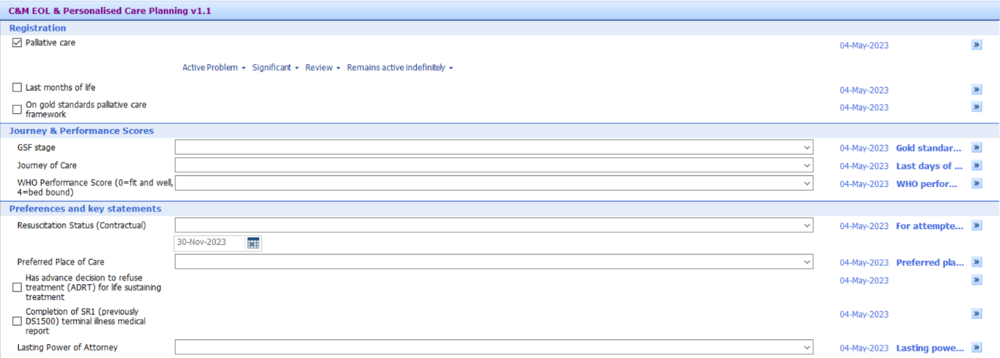 C&M EOL & Personalised Care Planning v1.1
Registration
Palliative care
04-May-2023
Active Problem Significant Review Remains active indefinitely
Last months of life
04-May-2023
On gold standards palliative care
framework
04-May-2023
Journey & Performance Scores
GSF stage
04-May-2023 Gold standar...
Journey of Care
04-May-2023 Last days of ...
WHO Performance Score (0=fit and well,
4=bed bound)
04-May-2023 WHO perfor...
Preferences and key statements
Resuscitation Status (Contractual)
04-May-2023 For attempte...
30-Nov-2023
Preferred Place of Care
04-May-2023 Preferred pla...
Has advance decision to refuse
treatment (ADRT) for life sustaining
treatment
04-May-2023
Completion of SR1 (previously
DS1500) terminal illness medical
report
04-May-2023
Lasting Power of Attorney
04-May-2023 Lasting powe...